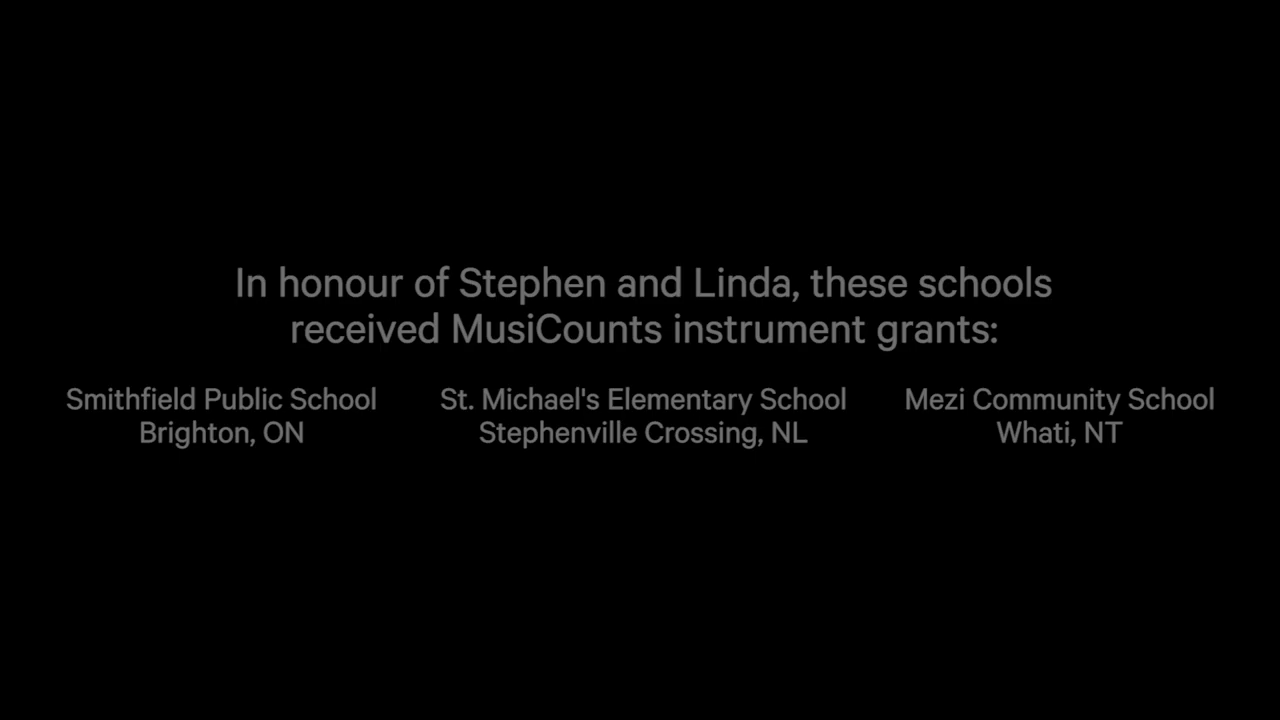 In honour of Stephen and Linda, these schools
received MusiCounts instrument grants:
Smithfield Public School
Brighton, ON
St. Michael's Elementary School
Stephenville Crossing, NL
Mezi Community School
Whati, NT